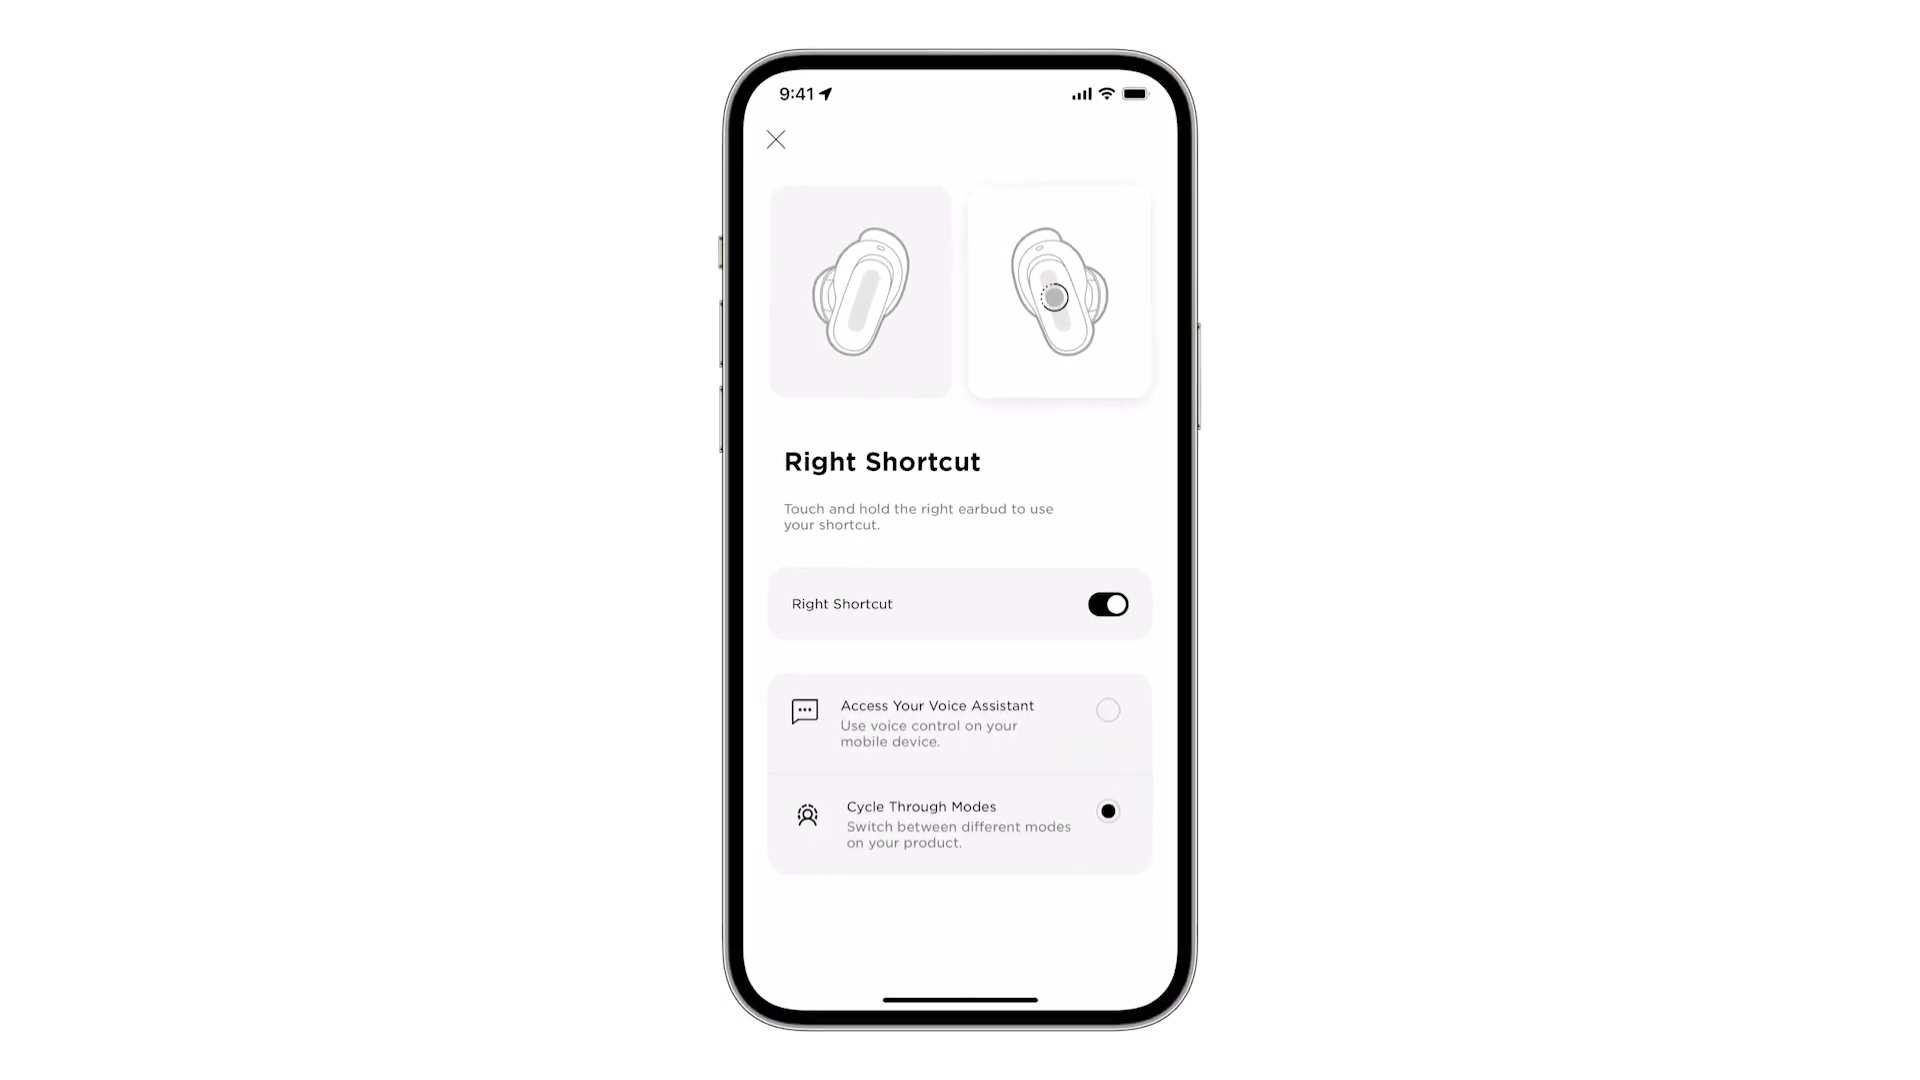 9:41
Right Shortcut
Touch and hold the right earbud to use
your shortcut.
Right Shortcut
Access Your Voice Assistant
Use voice control on your
mobile device.
Cycle Through Modes
Switch between different modes
on your product.